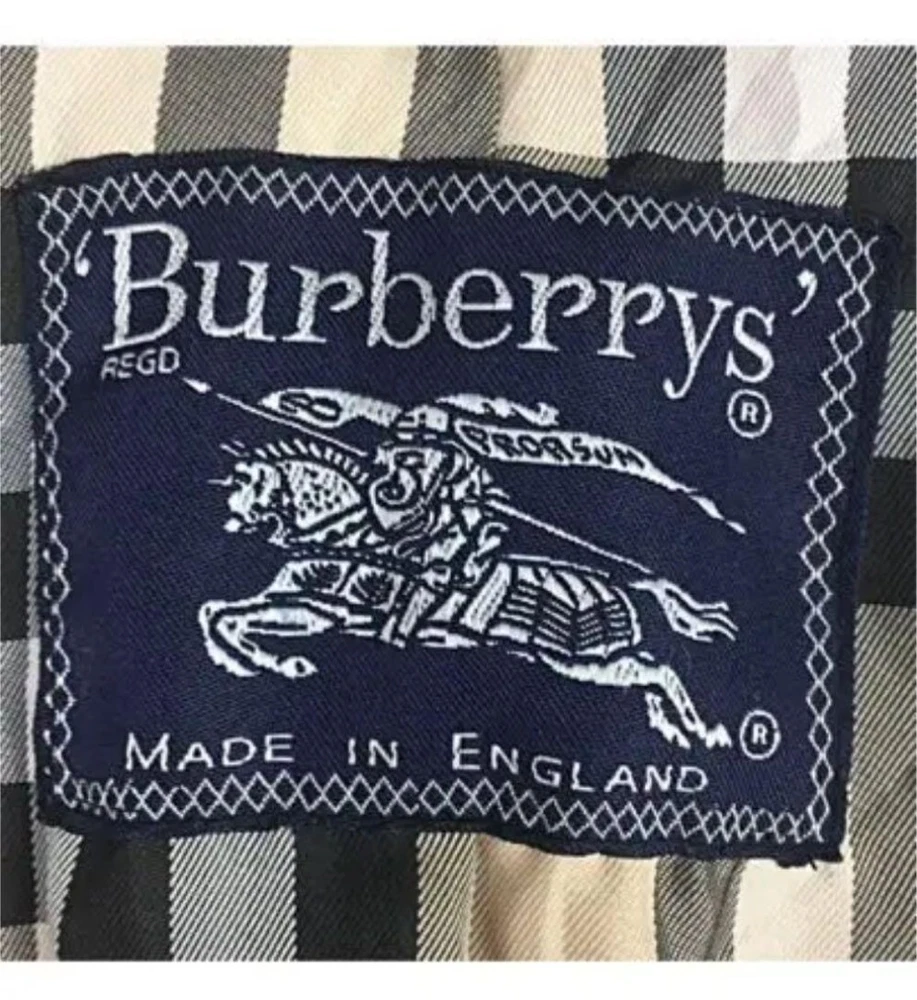 ‘Burberrys’
REGD
®
PRORSUM
®
MADE IN ENGLAND